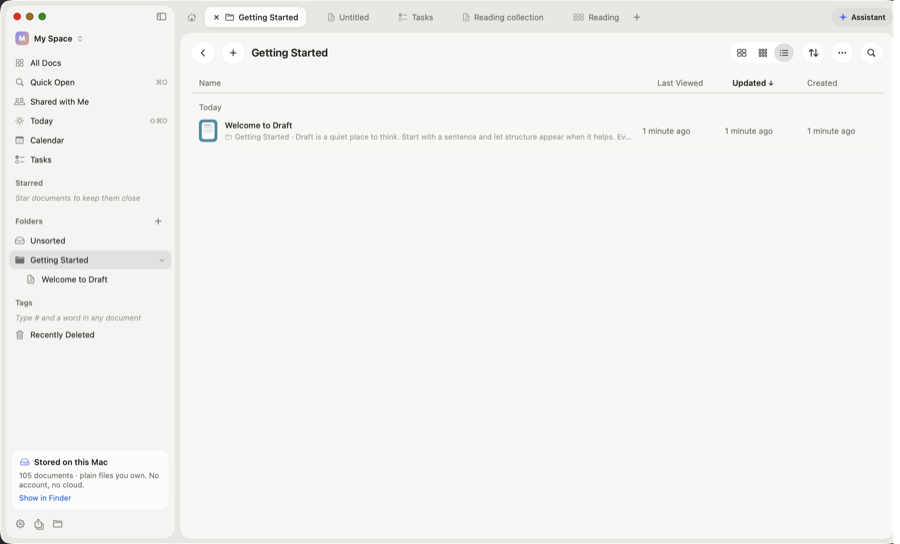 Getting Started
Untitled
Tasks
Reading collection
Reading
Assistant
M My Space
All Docs
Quick Open ⌘O
Shared with Me
Today ⇧⌘D
Calendar
Tasks
Starred
Star documents to keep them close
Folders
Unsorted
Getting Started
Welcome to Draft
Tags
Type # and a word in any document
Recently Deleted
Stored on this Mac
105 documents · plain files you own. No
account, no cloud.
Show in Finder
Getting Started
Name Last Viewed Updated ↓ Created
Today
Welcome to Draft
Getting Started · Draft is a quiet place to think. Start with a sentence and let structure appear when it helps. Ev...
1 minute ago 1 minute ago 1 minute ago